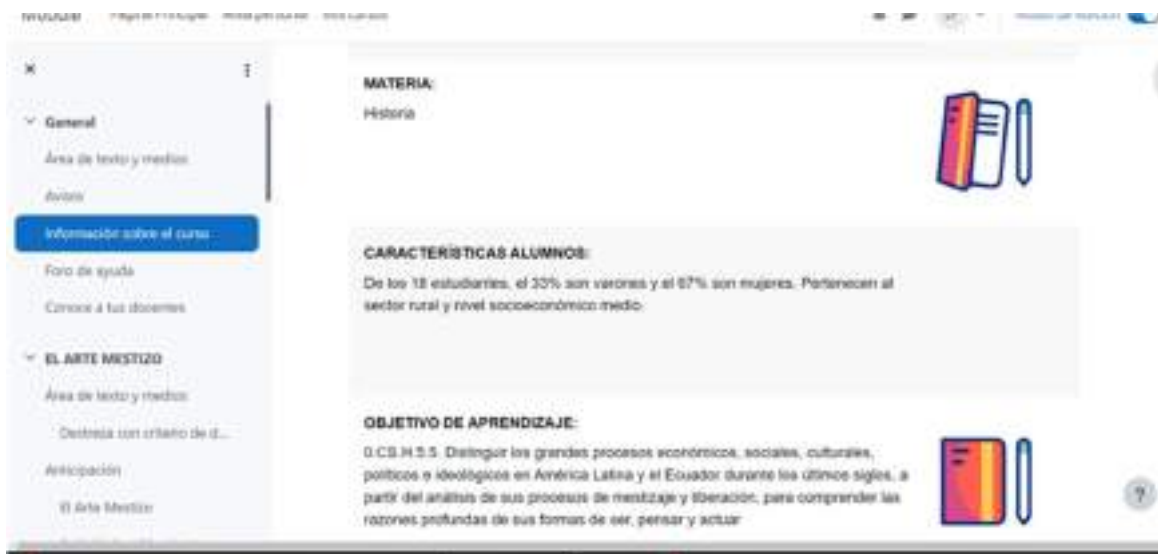 General
Área de texto y medios
Avisos
Información sobre el curso
Foro de ayuda
Conoce a tus docentes
EL ARTE MESTIZO
Área de texto y medios
Destreza con criterio de d...
Anticipación
El Arte Mestizo
MATERIA:
Historia
CARACTERÍSTICAS ALUMNOS:
De los 18 estudiantes, el 33% son varones y el 67% son mujeres. Pertenecen al
sector rural y nivel socioeconómico medio.
OBJETIVO DE APRENDIZAJE:
O.CS.H.5.5. Distinguir los grandes procesos económicos, sociales, culturales,
políticos e ideológicos en América Latina y el Ecuador durante los últimos siglos, a
partir del análisis de sus procesos de mestizaje y liberación, para comprender las
razones profundas de sus formas de ser, pensar y actuar
?